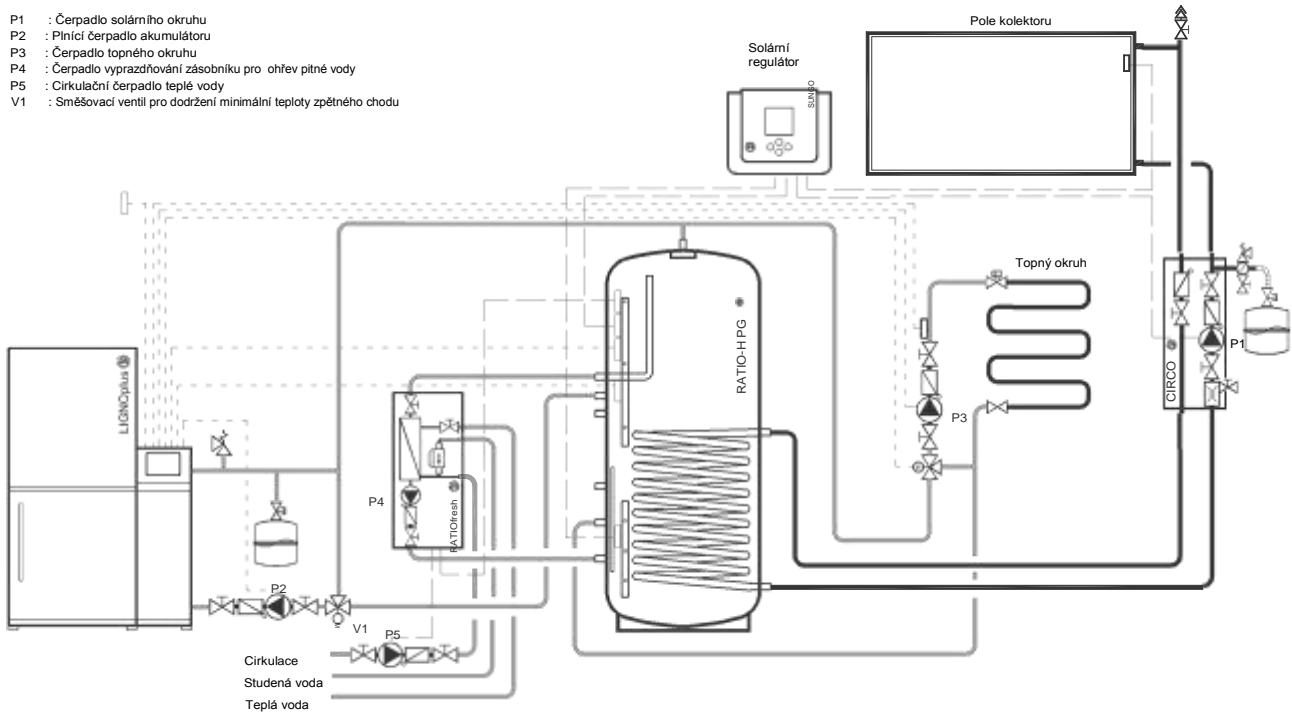 P1 : Čerpadlo solárního okruhu
P2 : Plnící čerpadlo akumulátoru
P3 : Čerpadlo topného okruhu
P4 : Čerpadlo vyprazdňování zásobníku pro ohřev pitné vody
P5 : Cirkulační čerpadlo teplé vody
V1 : Směšovací ventil pro dodržení minimální teploty zpětného chodu
Solární
regulátor
SUNGO
Pole kolektoru
Topný okruh
RATIO-H PG
LIGNOplus
CIRCO
P1
P3
P4
RATIOfresh
P2
V1
P5
Cirkulace
Studená voda
Teplá voda